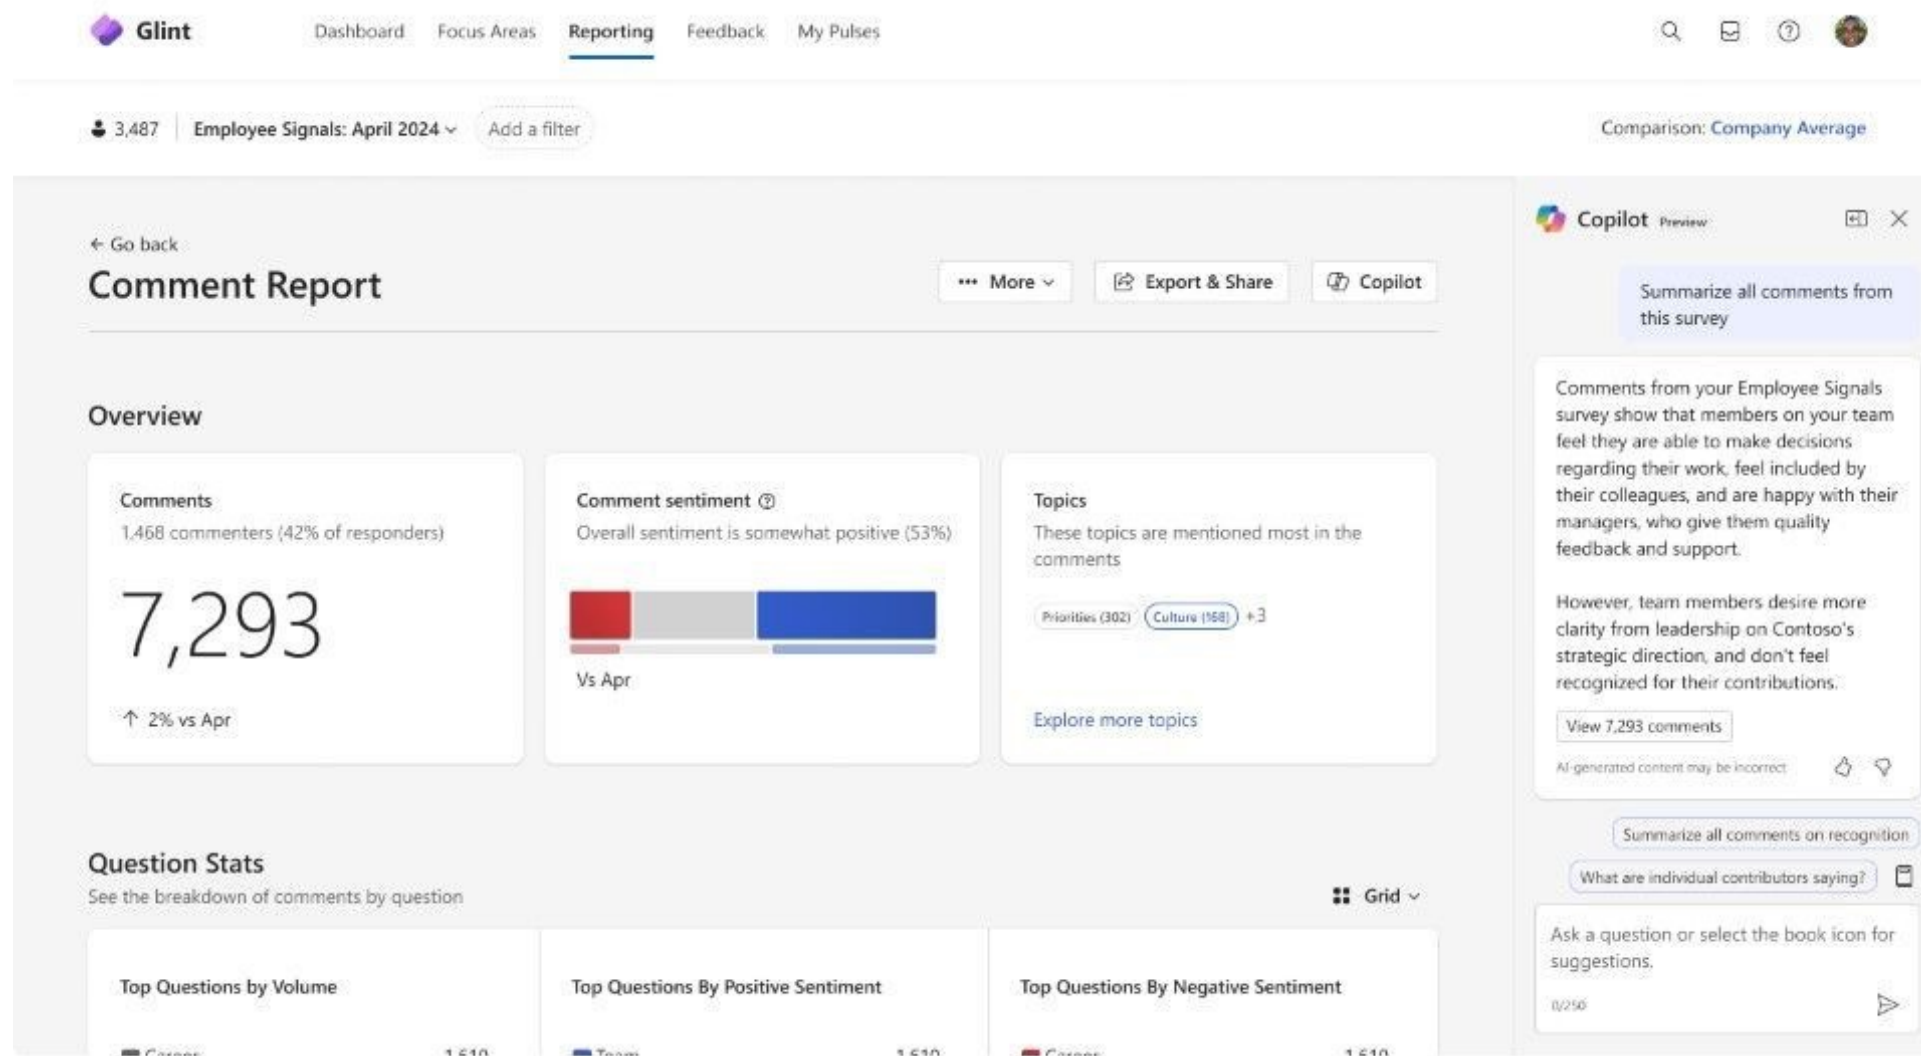 Glint
Dashboard Focus Areas Reporting Feedback My Pulses
3,487 Employee Signals: April 2024 Add a filter
Comparison: Company Average
← Go back
Comment Report
••• More Export & Share Copilot
Overview
Comments
1,468 commenters (42% of responders)
7,293
↑ 2% vs Apr
Comment sentiment
Overall sentiment is somewhat positive (53%)
Vs Apr
Topics
These topics are mentioned most in the
comments
Priorities (302) Culture (168) +3
Explore more topics
Question Stats
See the breakdown of comments by question
Grid
Top Questions by Volume
Career 1,610
Top Questions By Positive Sentiment
Team 1,610
Top Questions By Negative Sentiment
Career 1,610
Copilot Preview
Summarize all comments from
this survey
Comments from your Employee Signals
survey show that members on your team
feel they are able to make decisions
regarding their work, feel included by
their colleagues, and are happy with their
managers, who give them quality
feedback and support.
However, team members desire more
clarity from leadership on Contoso's
strategic direction, and don't feel
recognized for their contributions.
View 7,293 comments
AI-generated content may be incorrect
Summarize all comments on recognition
What are individual contributors saying?
Ask a question or select the book icon for
suggestions.
0/250